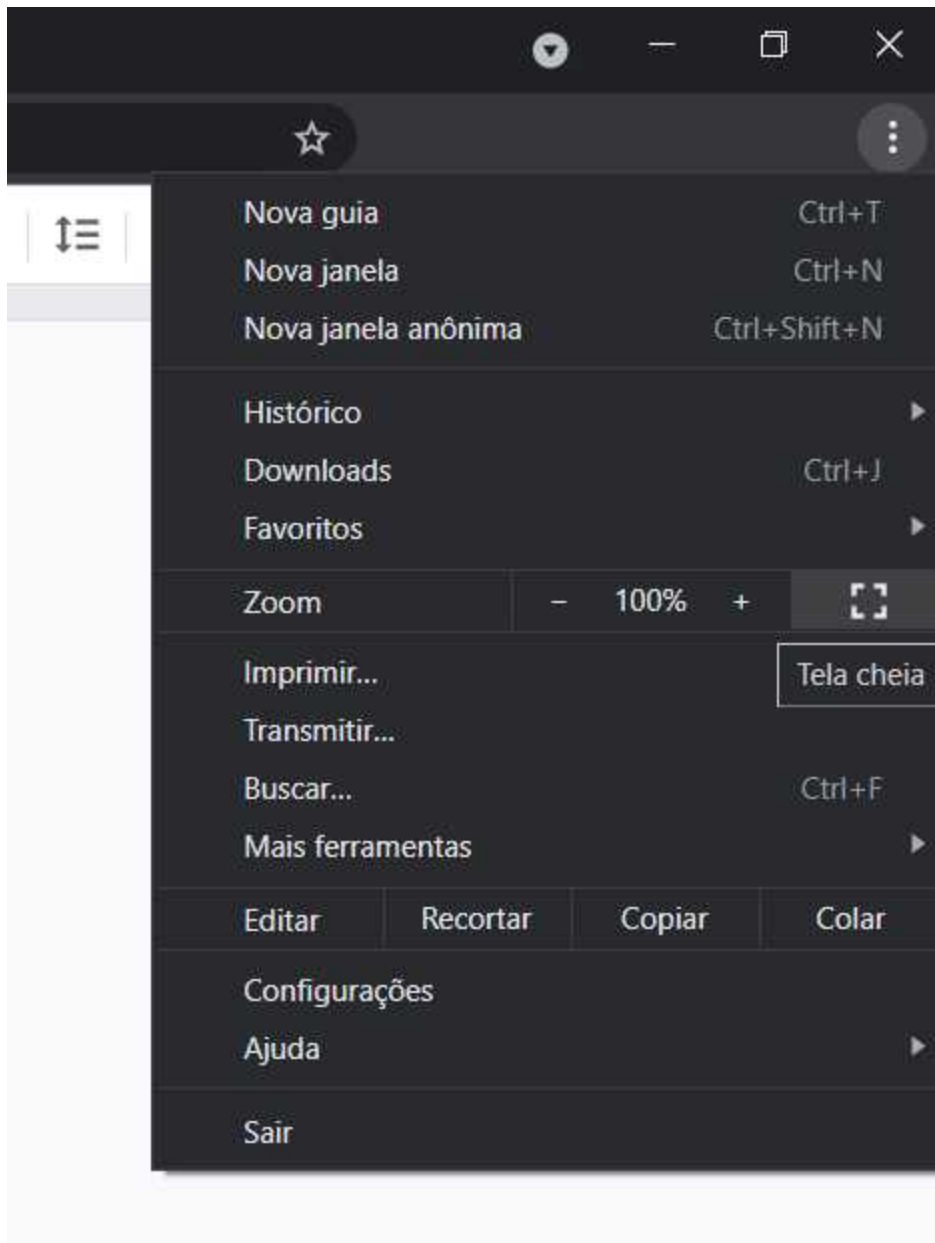 Nova guia Ctrl+T
Nova janela Ctrl+N
Nova janela anônima Ctrl+Shift+N
Histórico
Downloads Ctrl+J
Favoritos
Zoom - 100% +
Imprimir... Tela cheia
Transmitir...
Buscar... Ctrl+F
Mais ferramentas
Editar Recortar Copiar Colar
Configurações
Ajuda
Sair